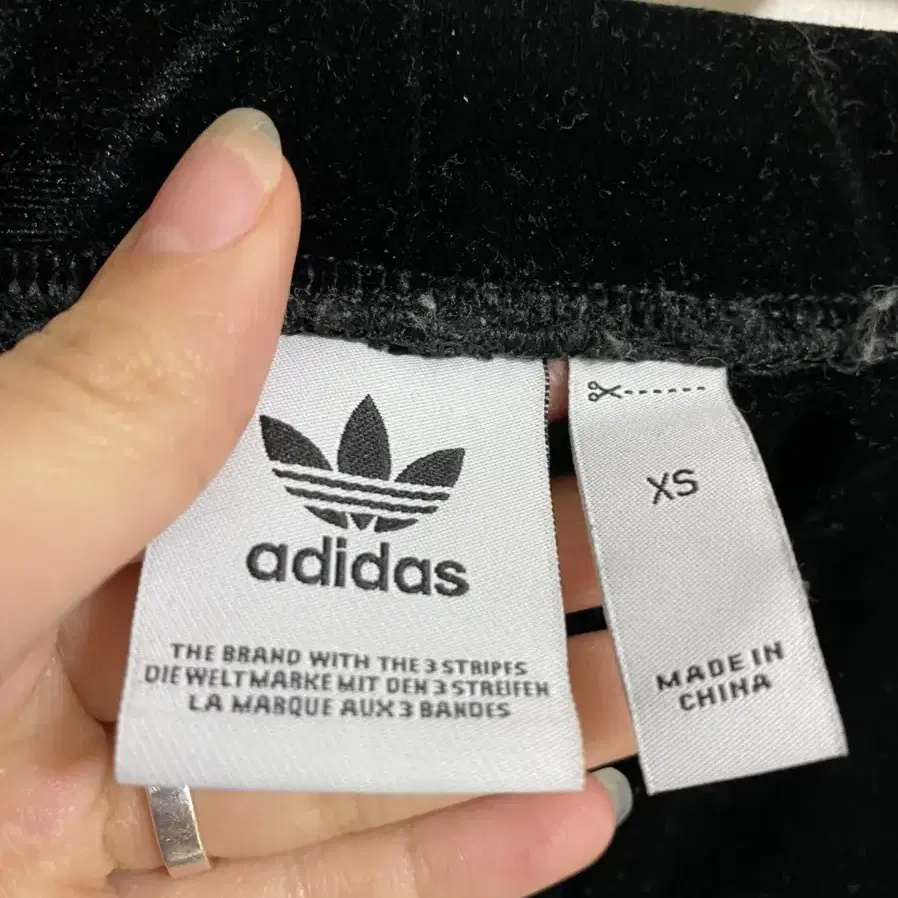 adidas
THE BRAND WITH THE 3 STRIPES
DIE WELTMARKE MIT DEN 3 STREIFEN
LA MARQUE AUX 3 BANDES
XS
MADE IN
CHINA